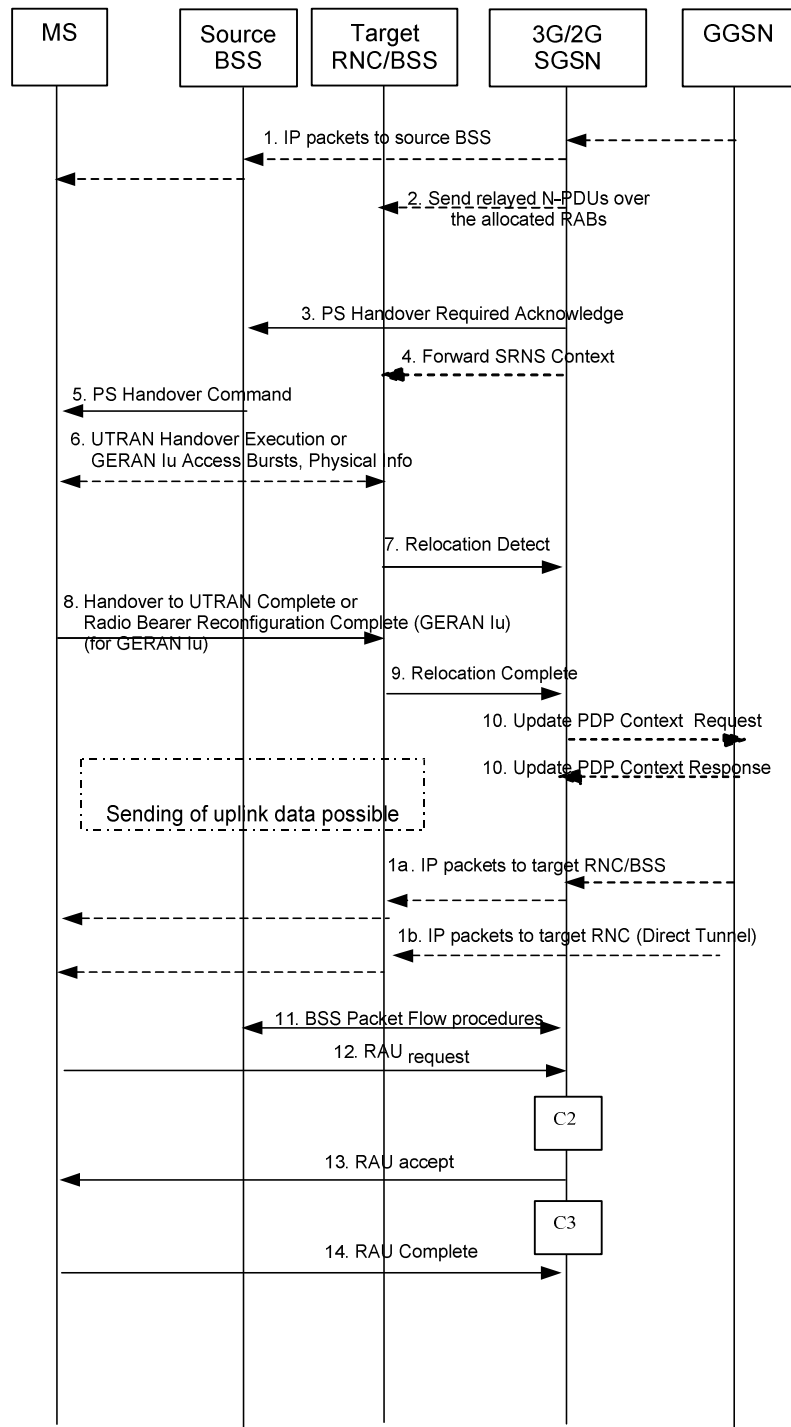 MS
Source
BSS
Target
RNC/BSS
3G/2G
SGSN
GGSN
1. IP packets to source BSS
2. Send relayed N-PDUs over
the allocated RABs
3. PS Handover Required Acknowledge
4. Forward SRNS Context
5. PS Handover Command
6. UTRAN Handover Execution or
GERAN Iu Access Bursts, Physical Info
7. Relocation Detect
8. Handover to UTRAN Complete or
Radio Bearer Reconfiguration Complete (GERAN Iu)
(for GERAN Iu)
9. Relocation Complete
10. Update PDP Context Request
10. Update PDP Context Response
Sending of uplink data possible
1a. IP packets to target RNC/BSS
1b. IP packets to target RNC (Direct Tunnel)
11. BSS Packet Flow procedures
12. RAU request
C2
13. RAU accept
C3
14. RAU Complete